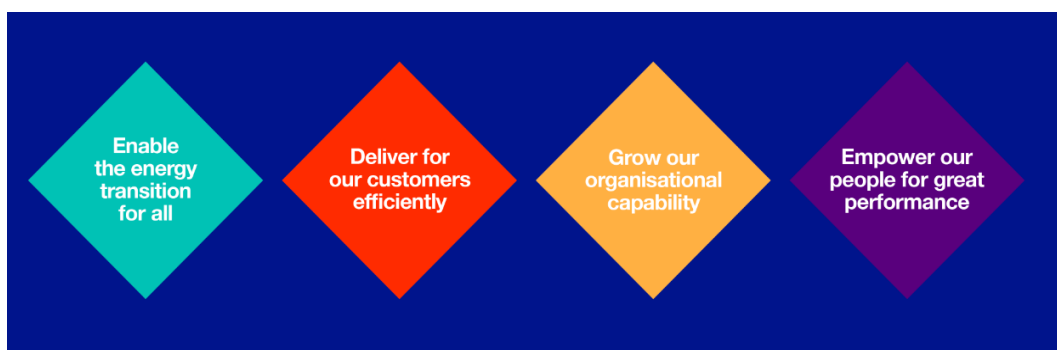 Enable
the energy
transition
for all
Deliver for
our customers
efficiently
Grow our
organisational
capability
Empower our
people for great
performance